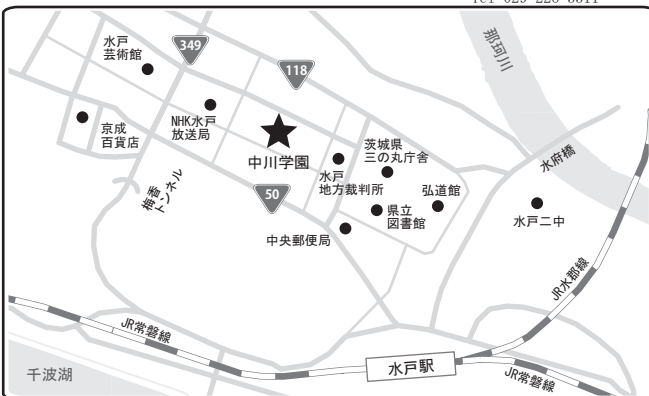 水戸
芸術館
349
118
那珂川
京成
百貨店
NHK水戸
放送局
中川学園
茨城県
三の丸庁舎
水戸
地方裁判所
弘道館
水府橋
梅香
トンネル
50
県立
図書館
中央郵便局
水戸二中
JR水郡線
JR常磐線
水戸駅
JR常磐線
千波湖